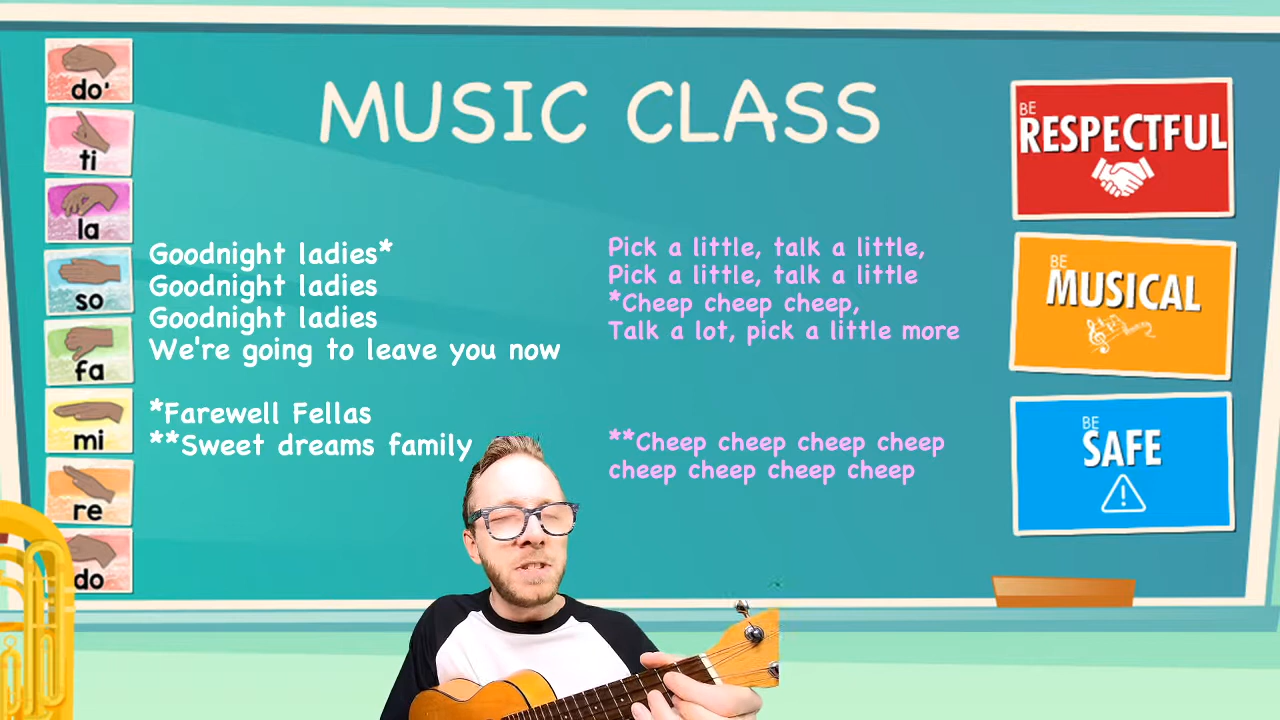 MUSIC CLASS
do'
ti
la
so
fa
mi
re
do
Goodnight ladies*
Goodnight ladies
Goodnight ladies
We're going to leave you now
*Farewell Fellas
**Sweet dreams family
Pick a little, talk a little,
Pick a little, talk a little
*Cheep cheep cheep,
Talk a lot, pick a little more
**Cheep cheep cheep cheep
cheep cheep cheep cheep
BE
RESPECTFUL
BE
MUSICAL
BE
SAFE